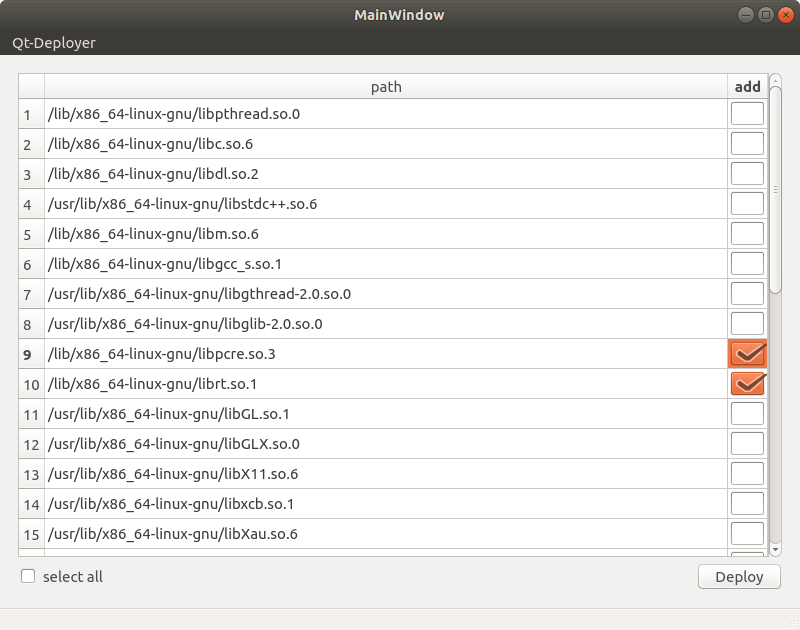 MainWindow
Qt-Deployer
path add
1 /lib/x86_64-linux-gnu/libpthread.so.0
2 /lib/x86_64-linux-gnu/libc.so.6
3 /lib/x86_64-linux-gnu/libdl.so.2
4 /usr/lib/x86_64-linux-gnu/libstdc++.so.6
5 /lib/x86_64-linux-gnu/libm.so.6
6 /lib/x86_64-linux-gnu/libgcc_s.so.1
7 /usr/lib/x86_64-linux-gnu/libgthread-2.0.so.0
8 /usr/lib/x86_64-linux-gnu/libglib-2.0.so.0
9 /lib/x86_64-linux-gnu/libpcre.so.3
10 /lib/x86_64-linux-gnu/librt.so.1
11 /usr/lib/x86_64-linux-gnu/libGL.so.1
12 /usr/lib/x86_64-linux-gnu/libGLX.so.0
13 /usr/lib/x86_64-linux-gnu/libX11.so.6
14 /usr/lib/x86_64-linux-gnu/libxcb.so.1
15 /usr/lib/x86_64-linux-gnu/libXau.so.6
select all Deploy